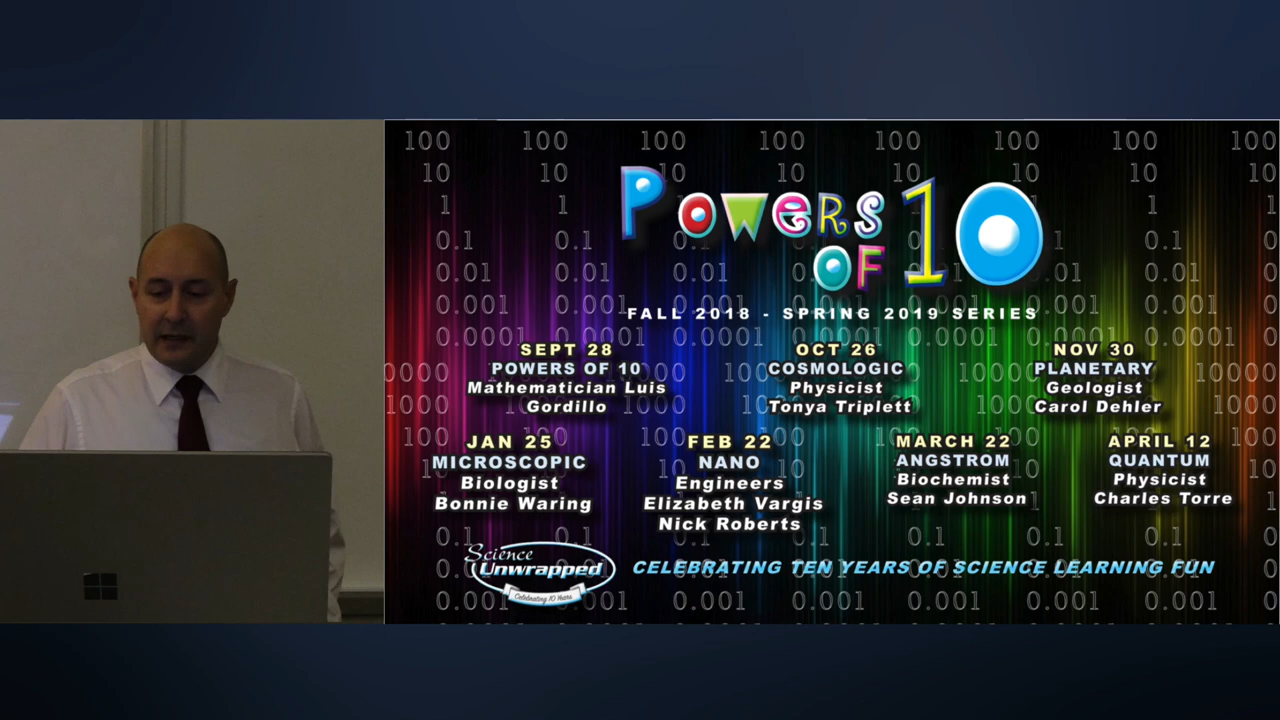 POWERS
OF 10
FALL 2018 - SPRING 2019 SERIES
SEPT 28
POWERS OF 10
Mathematician Luis
Gordillo
OCT 26
COSMOLOGIC
Physicist
Tonya Triplett
NOV 30
PLANETARY
Geologist
Carol Dehler
JAN 25
MICROSCOPIC
Biologist
Bonnie Waring
FEB 22
NANO
Engineers
Elizabeth Vargis
Nick Roberts
MARCH 22
ANGSTROM
Biochemist
Sean Johnson
APRIL 12
QUANTUM
Physicist
Charles Torre
Science
Unwrapped
Celebrating 10 Years
CELEBRATING TEN YEARS OF SCIENCE LEARNING FUN